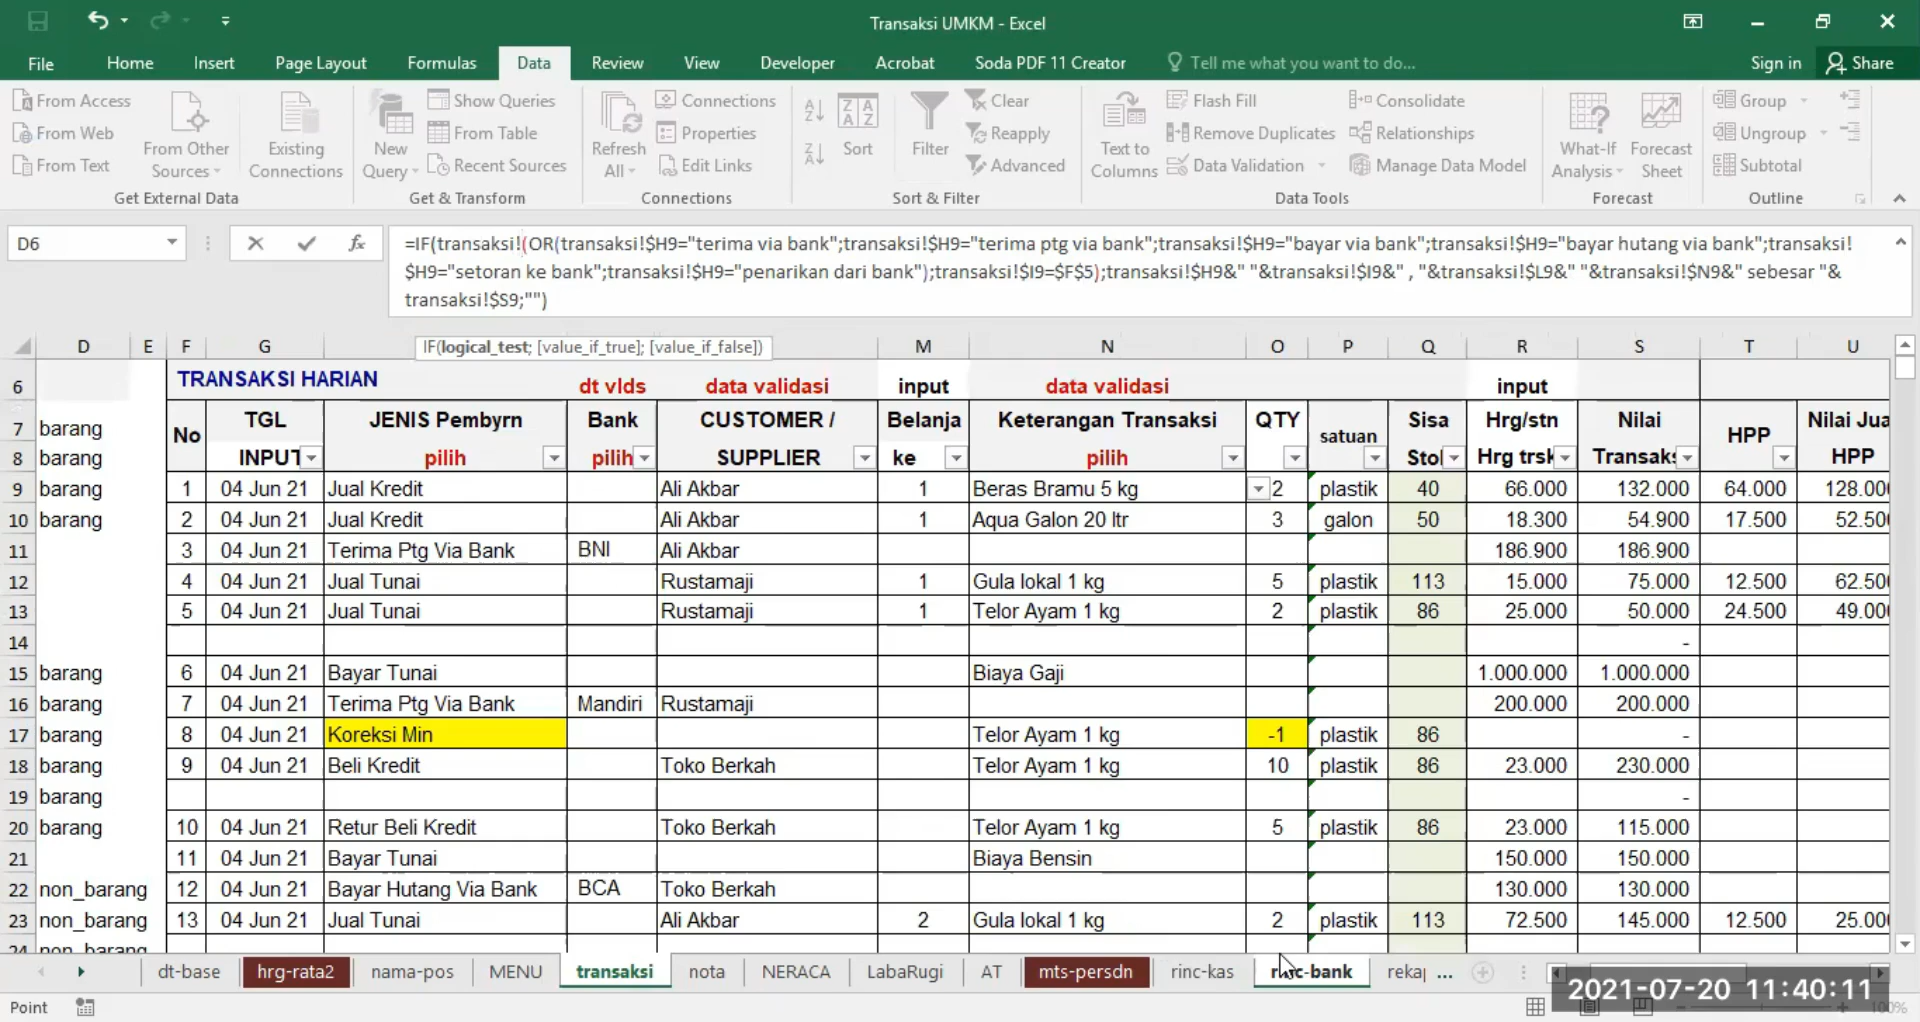 Transaksi UMKM - Excel
File Home Insert Page Layout Formulas Data Review View Developer Acrobat Soda PDF 11 Creator Tell me what you want to do... Sign in Share
From Access
From Web
From Text
From Other
Sources
Existing
Connections
Get External Data
New
Query
Show Queries
From Table
Recent Sources
Get & Transform
Refresh
All
Connections
Properties
Edit Links
Connections
Sort
Filter
Clear
Reapply
Advanced
Sort & Filter
Text to
Columns
Flash Fill
Remove Duplicates
Data Validation
Consolidate
Relationships
Manage Data Model
Data Tools
What-If
Analysis
Forecast
Sheet
Forecast
Group
Ungroup
Subtotal
Outline
D6
fx
=IF(transaksi!(OR(transaksi!$H9="terima via bank";transaksi!$H9="terima ptg via bank";transaksi!$H9="bayar via bank";transaksi!$H9="bayar hutang via bank";transaksi!
$H9="setoran ke bank";transaksi!$H9="penarikan dari bank");transaksi!$I9=$F$5);transaksi!$H9&" "&transaksi!$I9&" , "&transaksi!$L9&" "&transaksi!$N9&" sebesar "&
transaksi!$S9;"")
IF(logical_test; [value_if_true]; [value_if_false])
D E F G M N O P Q R S T U
6 TRANSAKSI HARIAN dt vlds data validasi input data validasi input
7 barang No TGL JENIS Pembyrn Bank CUSTOMER / Belanja Keterangan Transaksi QTY satuan Sisa Hrg/stn Nilai HPP Nilai Jua
8 barang INPUT pilih pilih SUPPLIER ke pilih Stol Hrg trsk Transaks HPP
9 barang 1 04 Jun 21 Jual Kredit Ali Akbar 1 Beras Bramu 5 kg 2 plastik 40 66.000 132.000 64.000 128.000
10 barang 2 04 Jun 21 Jual Kredit Ali Akbar 1 Aqua Galon 20 ltr 3 galon 50 18.300 54.900 17.500 52.500
11 3 04 Jun 21 Terima Ptg Via Bank BNI Ali Akbar 186.900 186.900
12 4 04 Jun 21 Jual Tunai Rustamaji 1 Gula lokal 1 kg 5 plastik 113 15.000 75.000 12.500 62.500
13 5 04 Jun 21 Jual Tunai Rustamaji 1 Telor Ayam 1 kg 2 plastik 86 25.000 50.000 24.500 49.000
14 -
15 barang 6 04 Jun 21 Bayar Tunai Biaya Gaji 1.000.000 1.000.000
16 barang 7 04 Jun 21 Terima Ptg Via Bank Mandiri Rustamaji 200.000 200.000
17 barang 8 04 Jun 21 Koreksi Min Telor Ayam 1 kg -1 plastik 86 -
18 barang 9 04 Jun 21 Beli Kredit Toko Berkah Telor Ayam 1 kg 10 plastik 86 23.000 230.000
19 barang -
20 barang 10 04 Jun 21 Retur Beli Kredit Toko Berkah Telor Ayam 1 kg 5 plastik 86 23.000 115.000
21 11 04 Jun 21 Bayar Tunai Biaya Bensin 150.000 150.000
22 non_barang 12 04 Jun 21 Bayar Hutang Via Bank BCA Toko Berkah 130.000 130.000
23 non_barang 13 04 Jun 21 Jual Tunai Ali Akbar 2 Gula lokal 1 kg 2 plastik 113 72.500 145.000 12.500 25.000
24 non_barang
dt-base hrg-rata2 nama-pos MENU transaksi nota NERACA LabaRugi AT mts-persdn rinc-kas rinc-bank rekap ...
Point 100%
2021-07-20 11:40:11